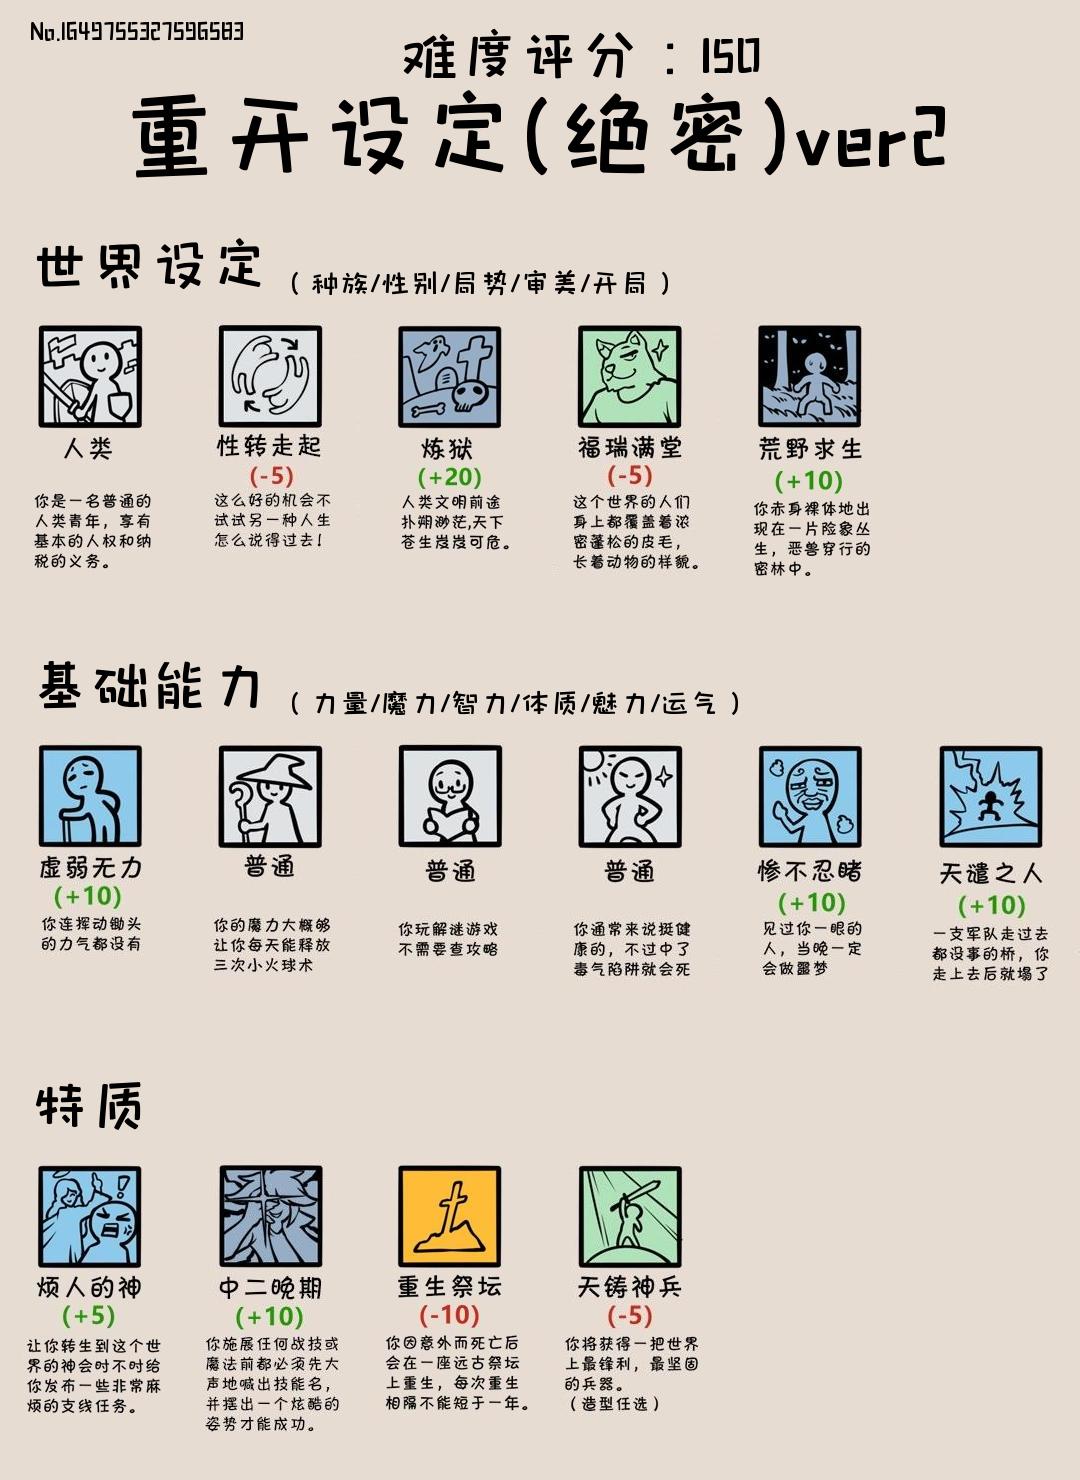 No.1649755327596583
难度评分：150
重开设定(绝密)ver2
世界设定（种族/性别/局势/审美/开局）
人类
你是一名普通的
人类青年，享有
基本的人权和纳
税的义务。
性转走起
(-5)
这么好的机会不
试试另一种人生
怎么说得过去！
炼狱
(+20)
人类文明前途
扑朔渺茫,天下
苍生岌岌可危。
福瑞满堂
(-5)
这个世界的人们
身上都覆盖着浓
密蓬松的皮毛，
长着动物的样貌。
荒野求生
(+10)
你赤身裸体地出
现在一片险象丛
生，恶兽穿行的
密林中。
基础能力（力量/魔力/智力/体质/魅力/运气）
虚弱无力
(+10)
你连挥动锄头
的力气都没有
普通
你的魔力大概够
让你每天能释放
三次小火球术
普通
你玩解谜游戏
不需要查攻略
普通
你通常来说挺健
康的，不过中了
毒气陷阱就会死
惨不忍睹
(+10)
见过你一眼的
人，当晚一定
会做噩梦
天谴之人
(+10)
一支军队走过去
都没事的桥，你
走上去后就塌了
特质
烦人的神
(+5)
让你转生到这个世
界的神会时不时给
你发布一些非常麻
烦的支线任务。
中二晚期
(+10)
你施展任何战技或
魔法前都必须先大
声地喊出技能名，
并摆出一个炫酷的
姿势才能成功。
重生祭坛
(-10)
你因意外而死亡后
会在一座远古祭坛
上重生，每次重生
相隔不能短于一年。
天铸神兵
(-5)
你将获得一把世界
上最锋利，最坚固
的兵器。
（造型任选）